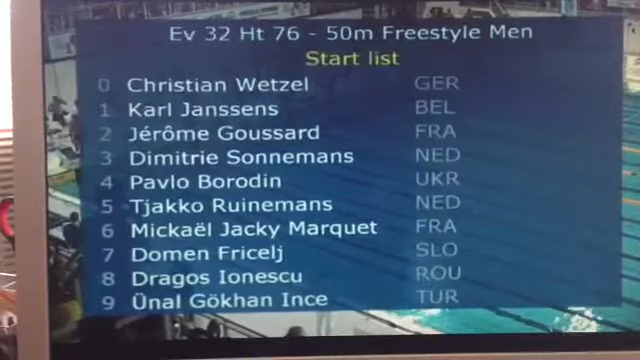 Ev 32 Ht 76 - 50m Freestyle Men
Start list
0 Christian Wetzel GER
1 Karl Janssens BEL
2 Jérôme Goussard FRA
3 Dimitrie Sonnemans NED
4 Pavlo Borodin UKR
5 Tjakko Ruinemans NED
6 Mickaël Jacky Marquet FRA
7 Domen Fricelj SLO
8 Dragos Ionescu ROU
9 Ünal Gökhan Ince TUR